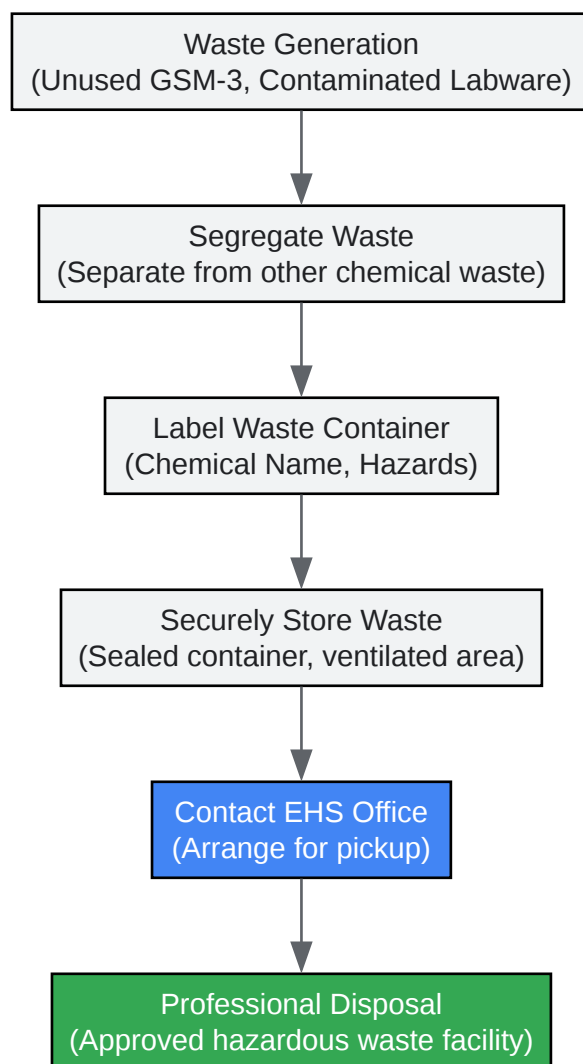 Waste Generation
(Unused GSM-3, Contaminated Labware)
Segregate Waste
(Separate from other chemical waste)
Label Waste Container
(Chemical Name, Hazards)
Securely Store Waste
(Sealed container, ventilated area)
Contact EHS Office
(Arrange for pickup)
Professional Disposal
(Approved hazardous waste facility)